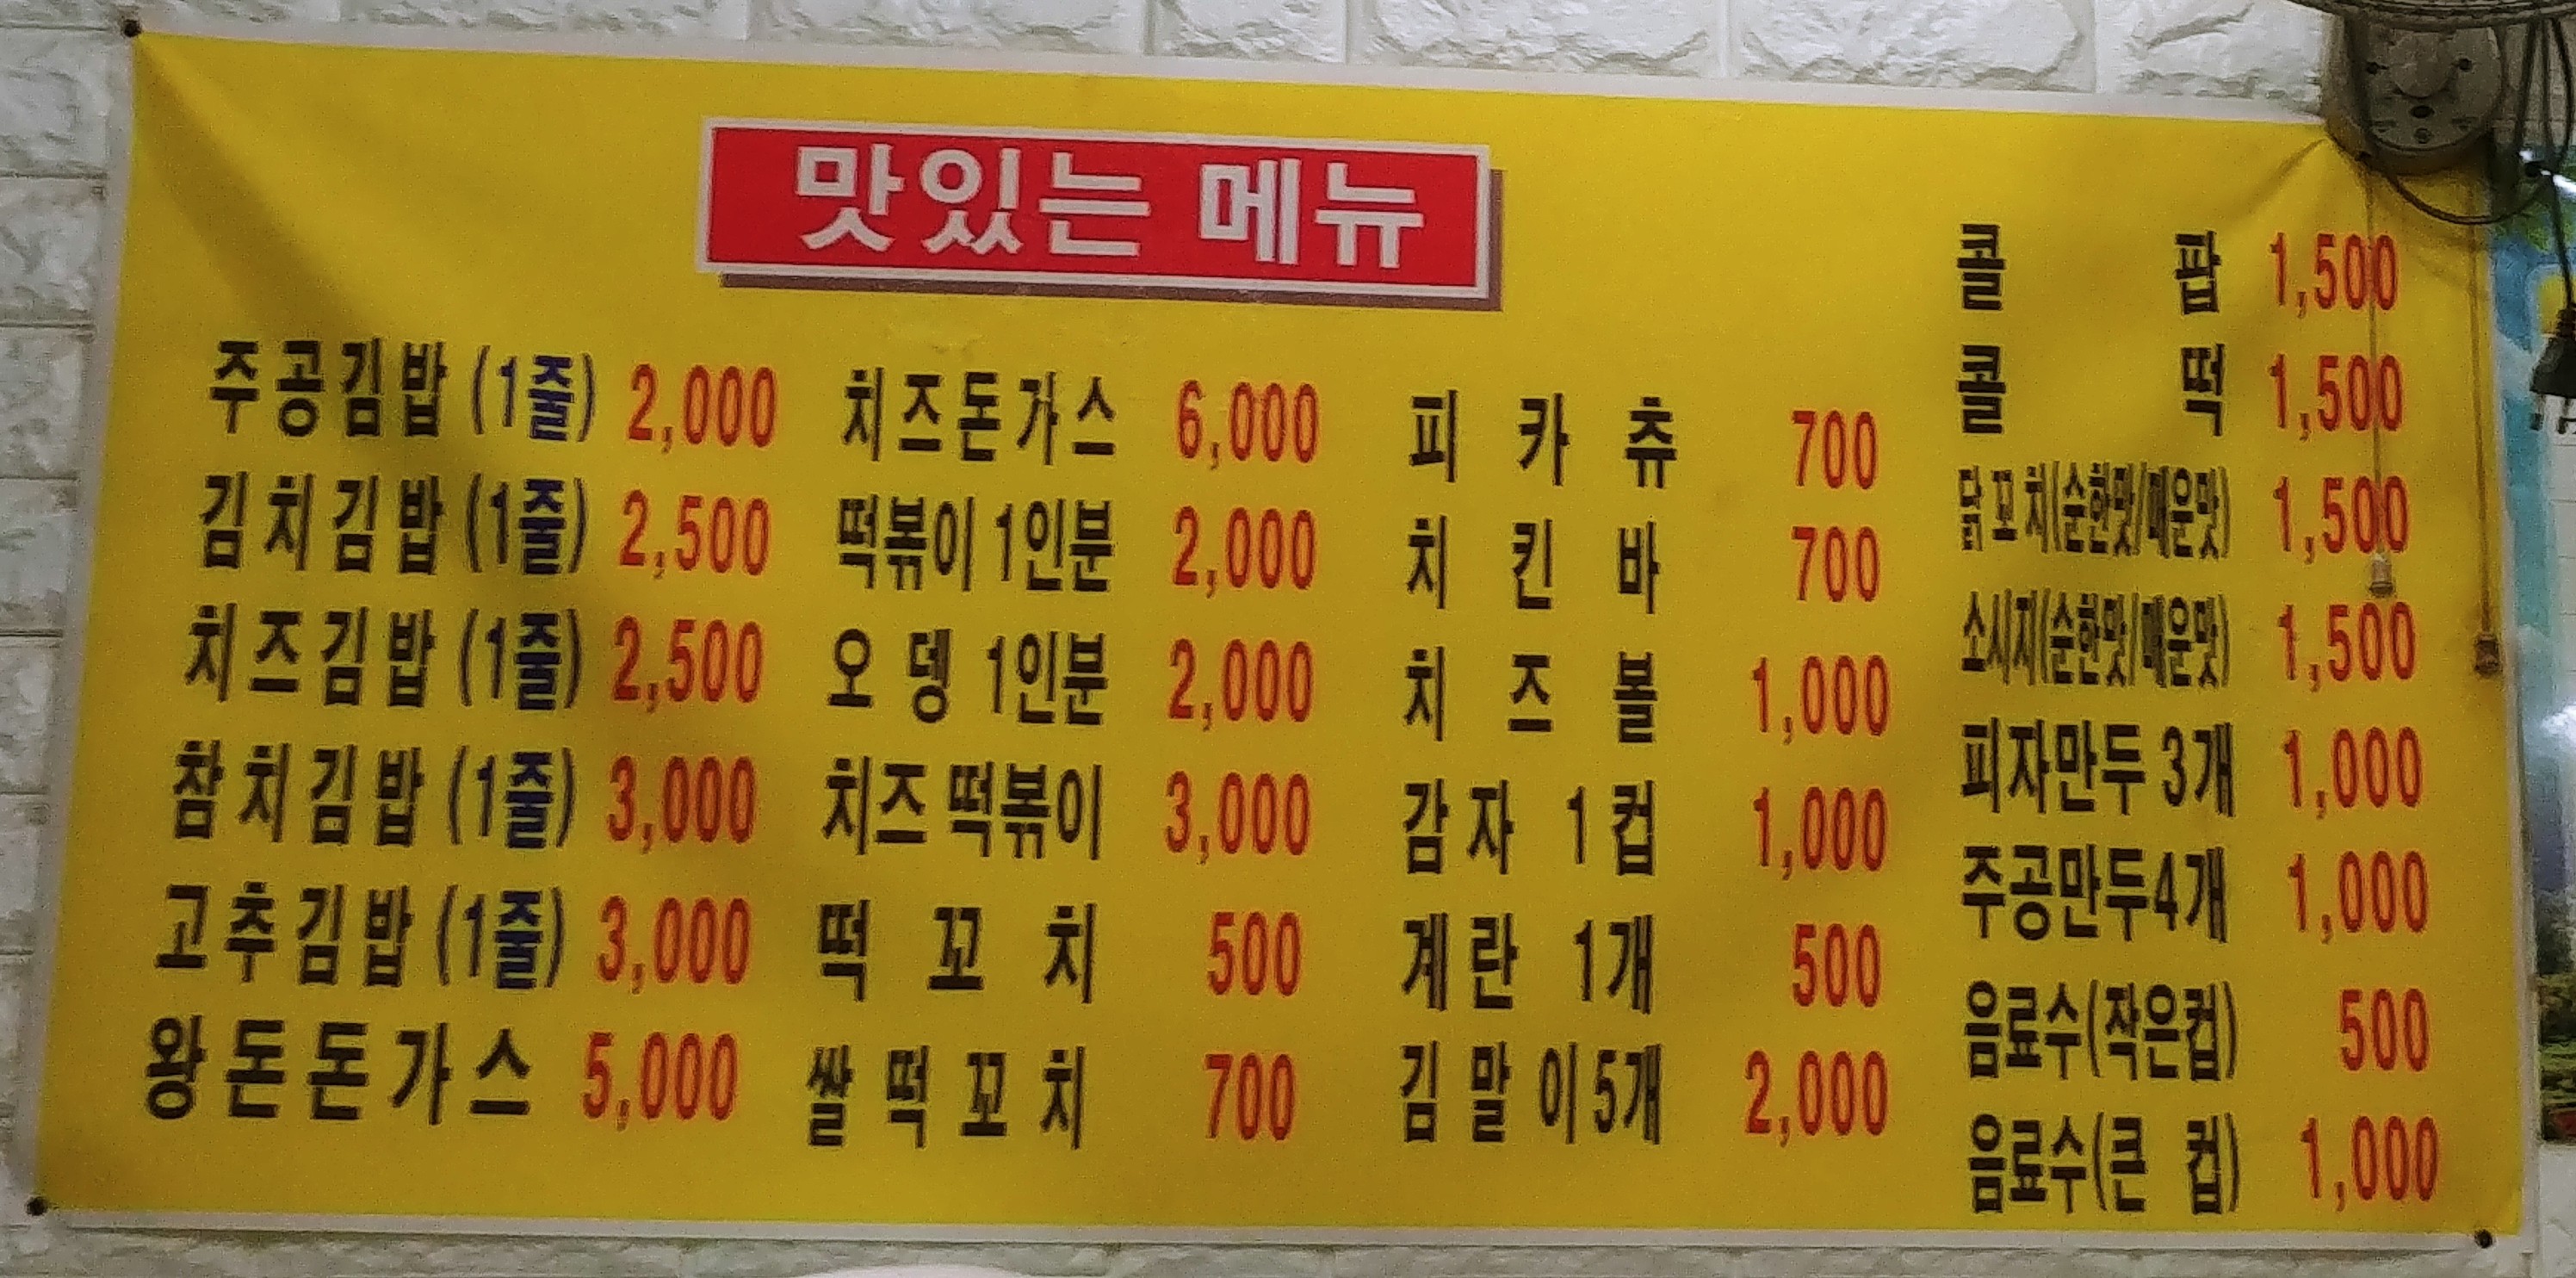 맛있는 메뉴
주공김밥 (1줄) 2,000
김치김밥 (1줄) 2,500
치즈김밥 (1줄) 2,500
참치김밥 (1줄) 3,000
고추김밥 (1줄) 3,000
왕돈돈가스 5,000
치즈돈가스 6,000
떡볶이 1인분 2,000
오뎅 1인분 2,000
치즈 떡볶이 3,000
떡꼬치 500
쌀떡꼬치 700
피카츄 700
치킨바 700
치즈볼 1,000
감자 1컵 1,000
계란 1개 500
김말이5개 2,000
콜팝 1,500
콜떡 1,500
닭꼬치(순한맛/매운맛) 1,500
소시지(순한맛/매운맛) 1,500
피자만두 3개 1,000
주공만두4개 1,000
음료수(작은컵) 500
음료수(큰 컵) 1,000